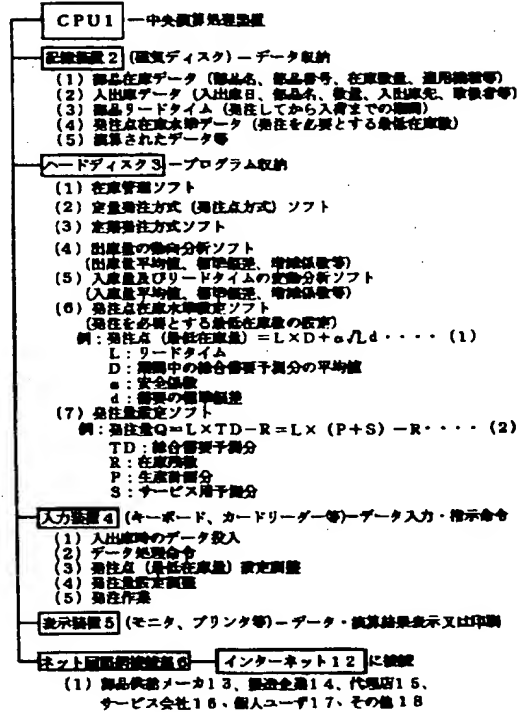 CPU1 ー中央演算処理装置
記憶装置2 (磁気ディスク)ーデータ収納
(1) 部品在庫データ (部品名、部品番号、在庫数量、適用機種等)
(2) 入出庫データ (入出庫日、部品名、数量、入出庫先、取扱者等)
(3) 部品リードタイム (発注してから入荷までの期間)
(4) 発注点在庫水準データ (発注を必要とする最低在庫数)
(5) 演算されたデータ等
ハードディスク3 ープログラム収納
(1) 在庫管理ソフト
(2) 定量発注方式 (発注点方式) ソフト
(3) 定期発注方式ソフト
(4) 出庫量の動向分析ソフト
(出庫量平均値、標準偏差、増減係数等)
(5) 入庫量及びリードタイムの変動分析ソフト
(入庫量平均値、標準偏差、増減係数等)
(6) 発注点在庫水準設定ソフト
(発注を必要とする最低在庫数の設定)
例:発注点 (最低在庫量) =L×D+α√Ld・・・・ (1)
L:リードタイム
D:期間中の総合需要予測分の平均値
α:安全係数
d:需要の標準偏差
(7) 発注量設定ソフト
例:発注量Q=L×TD−R=L× (P+S) −R・・・・ (2)
TD:総合需要予測分
R:在庫残数
P:生産計画分
S:サービス用予測分
入力装置4 (キーボード、カードリーダー等)ーデータ入力・指示命令
(1) 入出庫時のデータ投入
(2) データ処理命令
(3) 発注点 (最低在庫量) 設定調整
(4) 発注量設定調整
(5) 発注作業
表示装置5 (モニタ、プリンタ等)ーデータ・演算結果表示又は印刷
ネット回路網接続器6 インターネット12 に接続
(1) 部品供給メーカ13、製造企業14、代理店15、
サービス会社16、個人ユーザ17、その他18